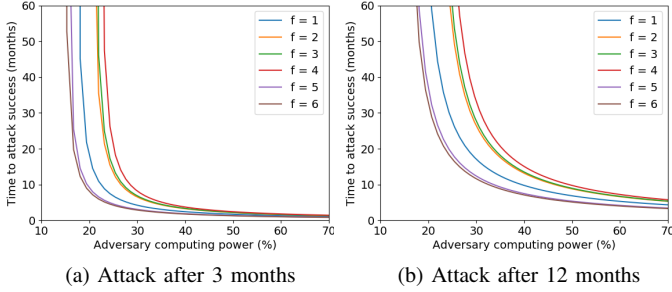 60
50
40
30
20
10
0
Time to attack success (months)
f = 1
f = 2
f = 3
f = 4
f = 5
f = 6
10 20 30 40 50 60 70
Adversary computing power (%)
(a) Attack after 3 months
60
50
40
30
20
10
0
Time to attack success (months)
f = 1
f = 2
f = 3
f = 4
f = 5
f = 6
10 20 30 40 50 60 70
Adversary computing power (%)
(b) Attack after 12 months